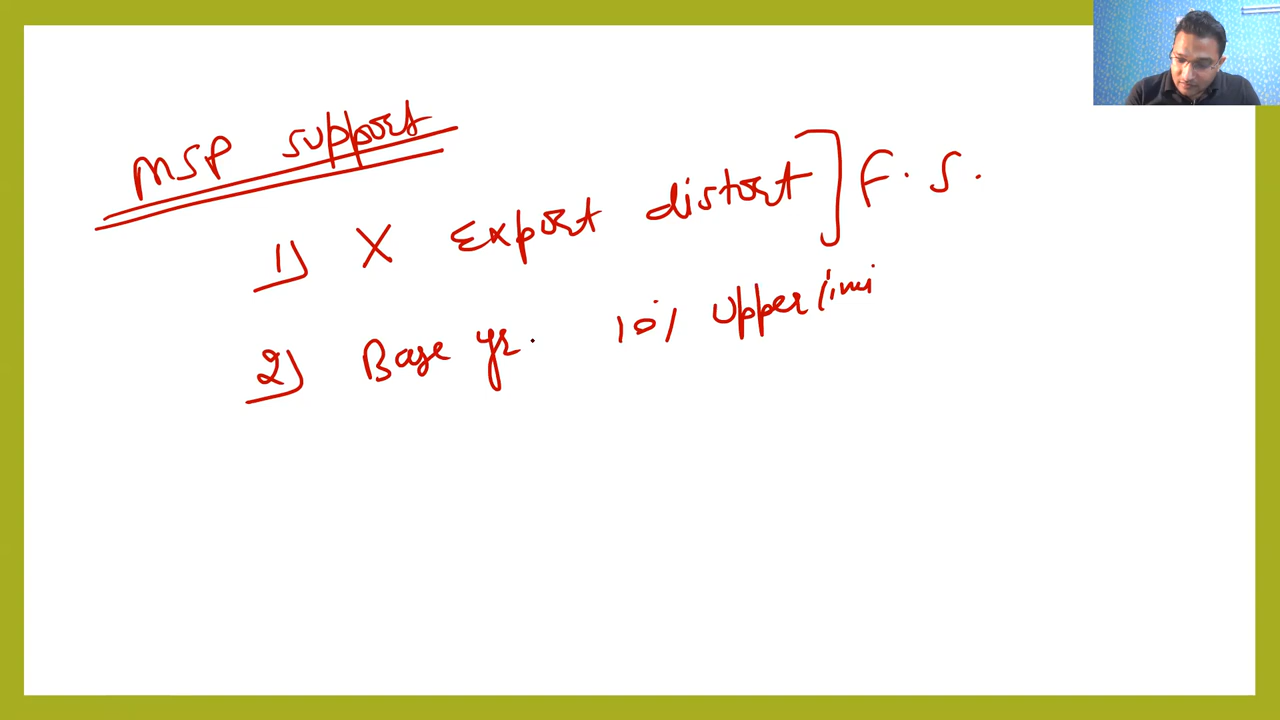 MSP support
1) X Export distort] F.S.
2) Base yr. 10% Upper limi